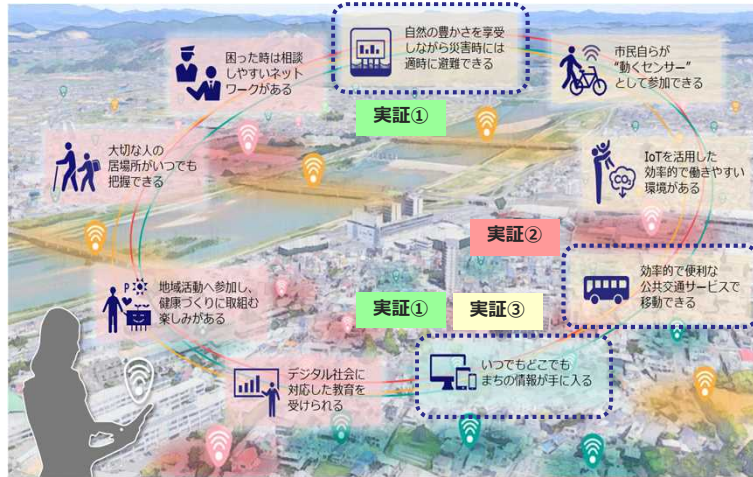 自然の豊かさを享受
しながら災害時には
適時に避難できる
困った時は相談
しやすいネット
ワークがある
市民自らが
“動くセンサー”
として参加できる
実証①
大切な人の
居場所がいつでも
把握できる
IoTを活用した
効率的で働きやすい
環境がある
CO₂
実証②
効率的で便利な
公共交通サービスで
移動できる
P
地域活動へ参加し、
健康づくりに取組む
楽しみがある
実証①
実証③
いつでもどこでも
まちの情報が手に入る
デジタル社会に
対応した教育を
受けられる